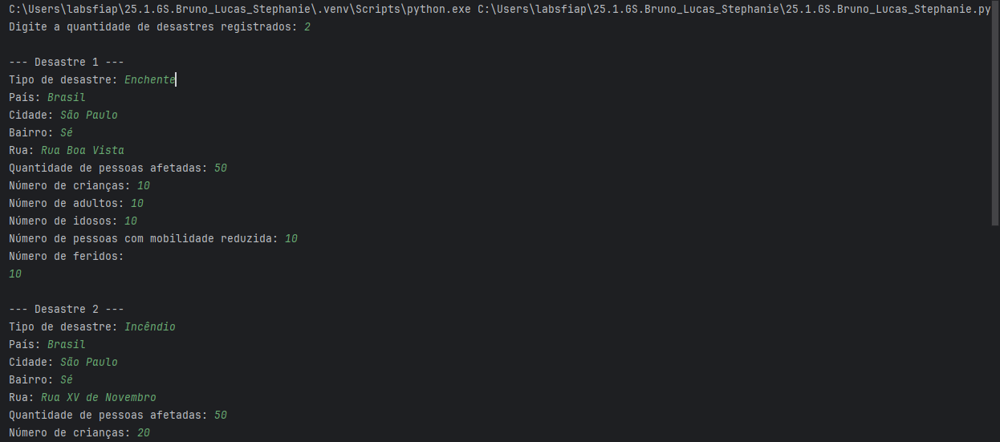 C:\Users\labsfiap\25.1.GS.Bruno_Lucas_Stephanie\.venv\Scripts\python.exe C:\Users\labsfiap\25.1.GS.Bruno_Lucas_Stephanie\25.1.GS.Bruno_Lucas_Stephanie.py
Digite a quantidade de desastres registrados: 2
--- Desastre 1 ---
Tipo de desastre: Enchente
País: Brasil
Cidade: São Paulo
Bairro: Sé
Rua: Rua Boa Vista
Quantidade de pessoas afetadas: 50
Número de crianças: 10
Número de adultos: 10
Número de idosos: 10
Número de pessoas com mobilidade reduzida: 10
Número de feridos:
10
--- Desastre 2 ---
Tipo de desastre: Incêndio
País: Brasil
Cidade: São Paulo
Bairro: Sé
Rua: Rua XV de Novembro
Quantidade de pessoas afetadas: 50
Número de crianças: 20